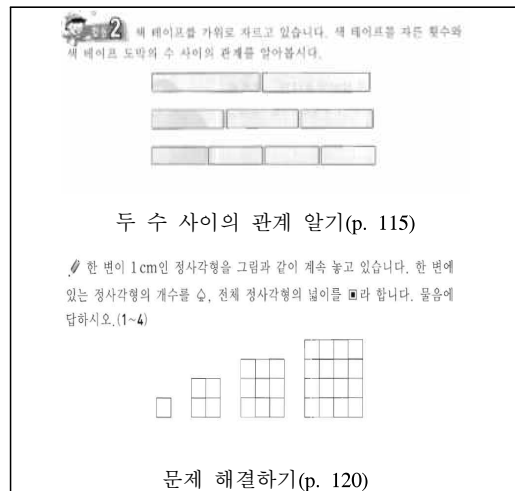 활동 2 색 테이프를 가위로 자르고 있습니다. 색 테이프를 자른 횟수와
색 테이프 도막의 수 사이의 관계를 알아봅시다.
두 수 사이의 관계 알기(p. 115)
한 변이 1cm인 정사각형을 그림과 같이 계속 놓고 있습니다. 한 변에
있는 정사각형의 개수를 ♤, 전체 정사각형의 넓이를 ▣라 합니다. 물음에
답하시오.(1~4)
문제 해결하기(p. 120)